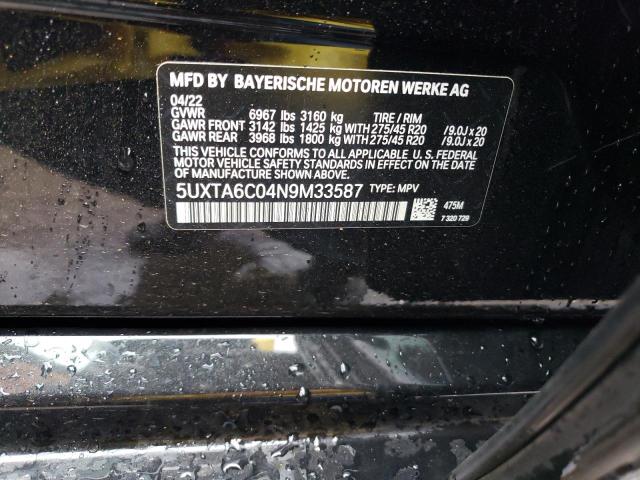 MFD BY BAYERISCHE MOTOREN WERKE AG
04/22
GVWR 6967 lbs 3160 kg TIRE / RIM
GAWR FRONT 3142 lbs 1425 kg WITH 275/45 R20 / 9.0J x 20
GAWR REAR 3968 lbs 1800 kg WITH 275/45 R20 / 9.0J x 20
THIS VEHICLE CONFORMS TO ALL APPLICABLE U. S. FEDERAL
MOTOR VEHICLE SAFETY STANDARDS IN EFFECT ON THE DATE
OF MANUFACTURE SHOWN ABOVE.
5UXTA6C04N9M33587 TYPE: MPV
475M
7 320 729